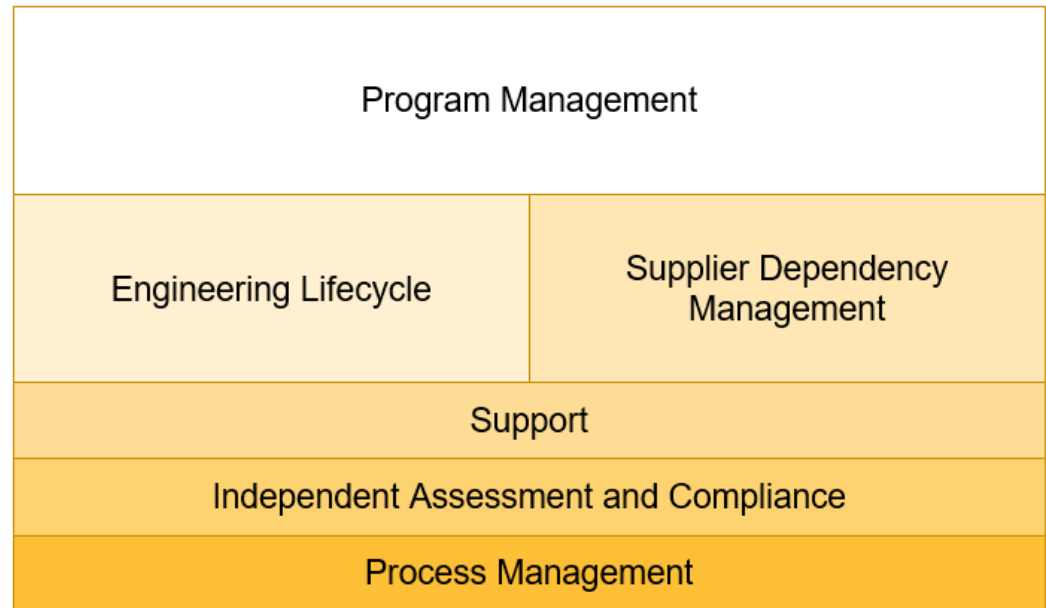 Program Management
Engineering Lifecycle
Supplier Dependency
Management
Support
Independent Assessment and Compliance
Process Management